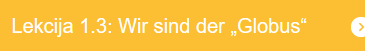 Lekcija 1.3: Wir sind der „Globus“